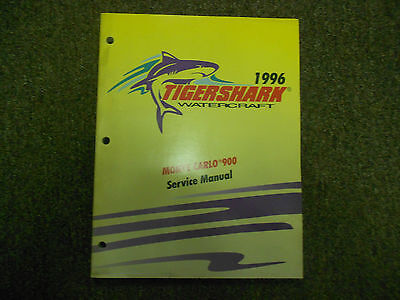 1996
TIGERSHARK®
WATERCRAFT
MONTE CARLO® 900
Service Manual